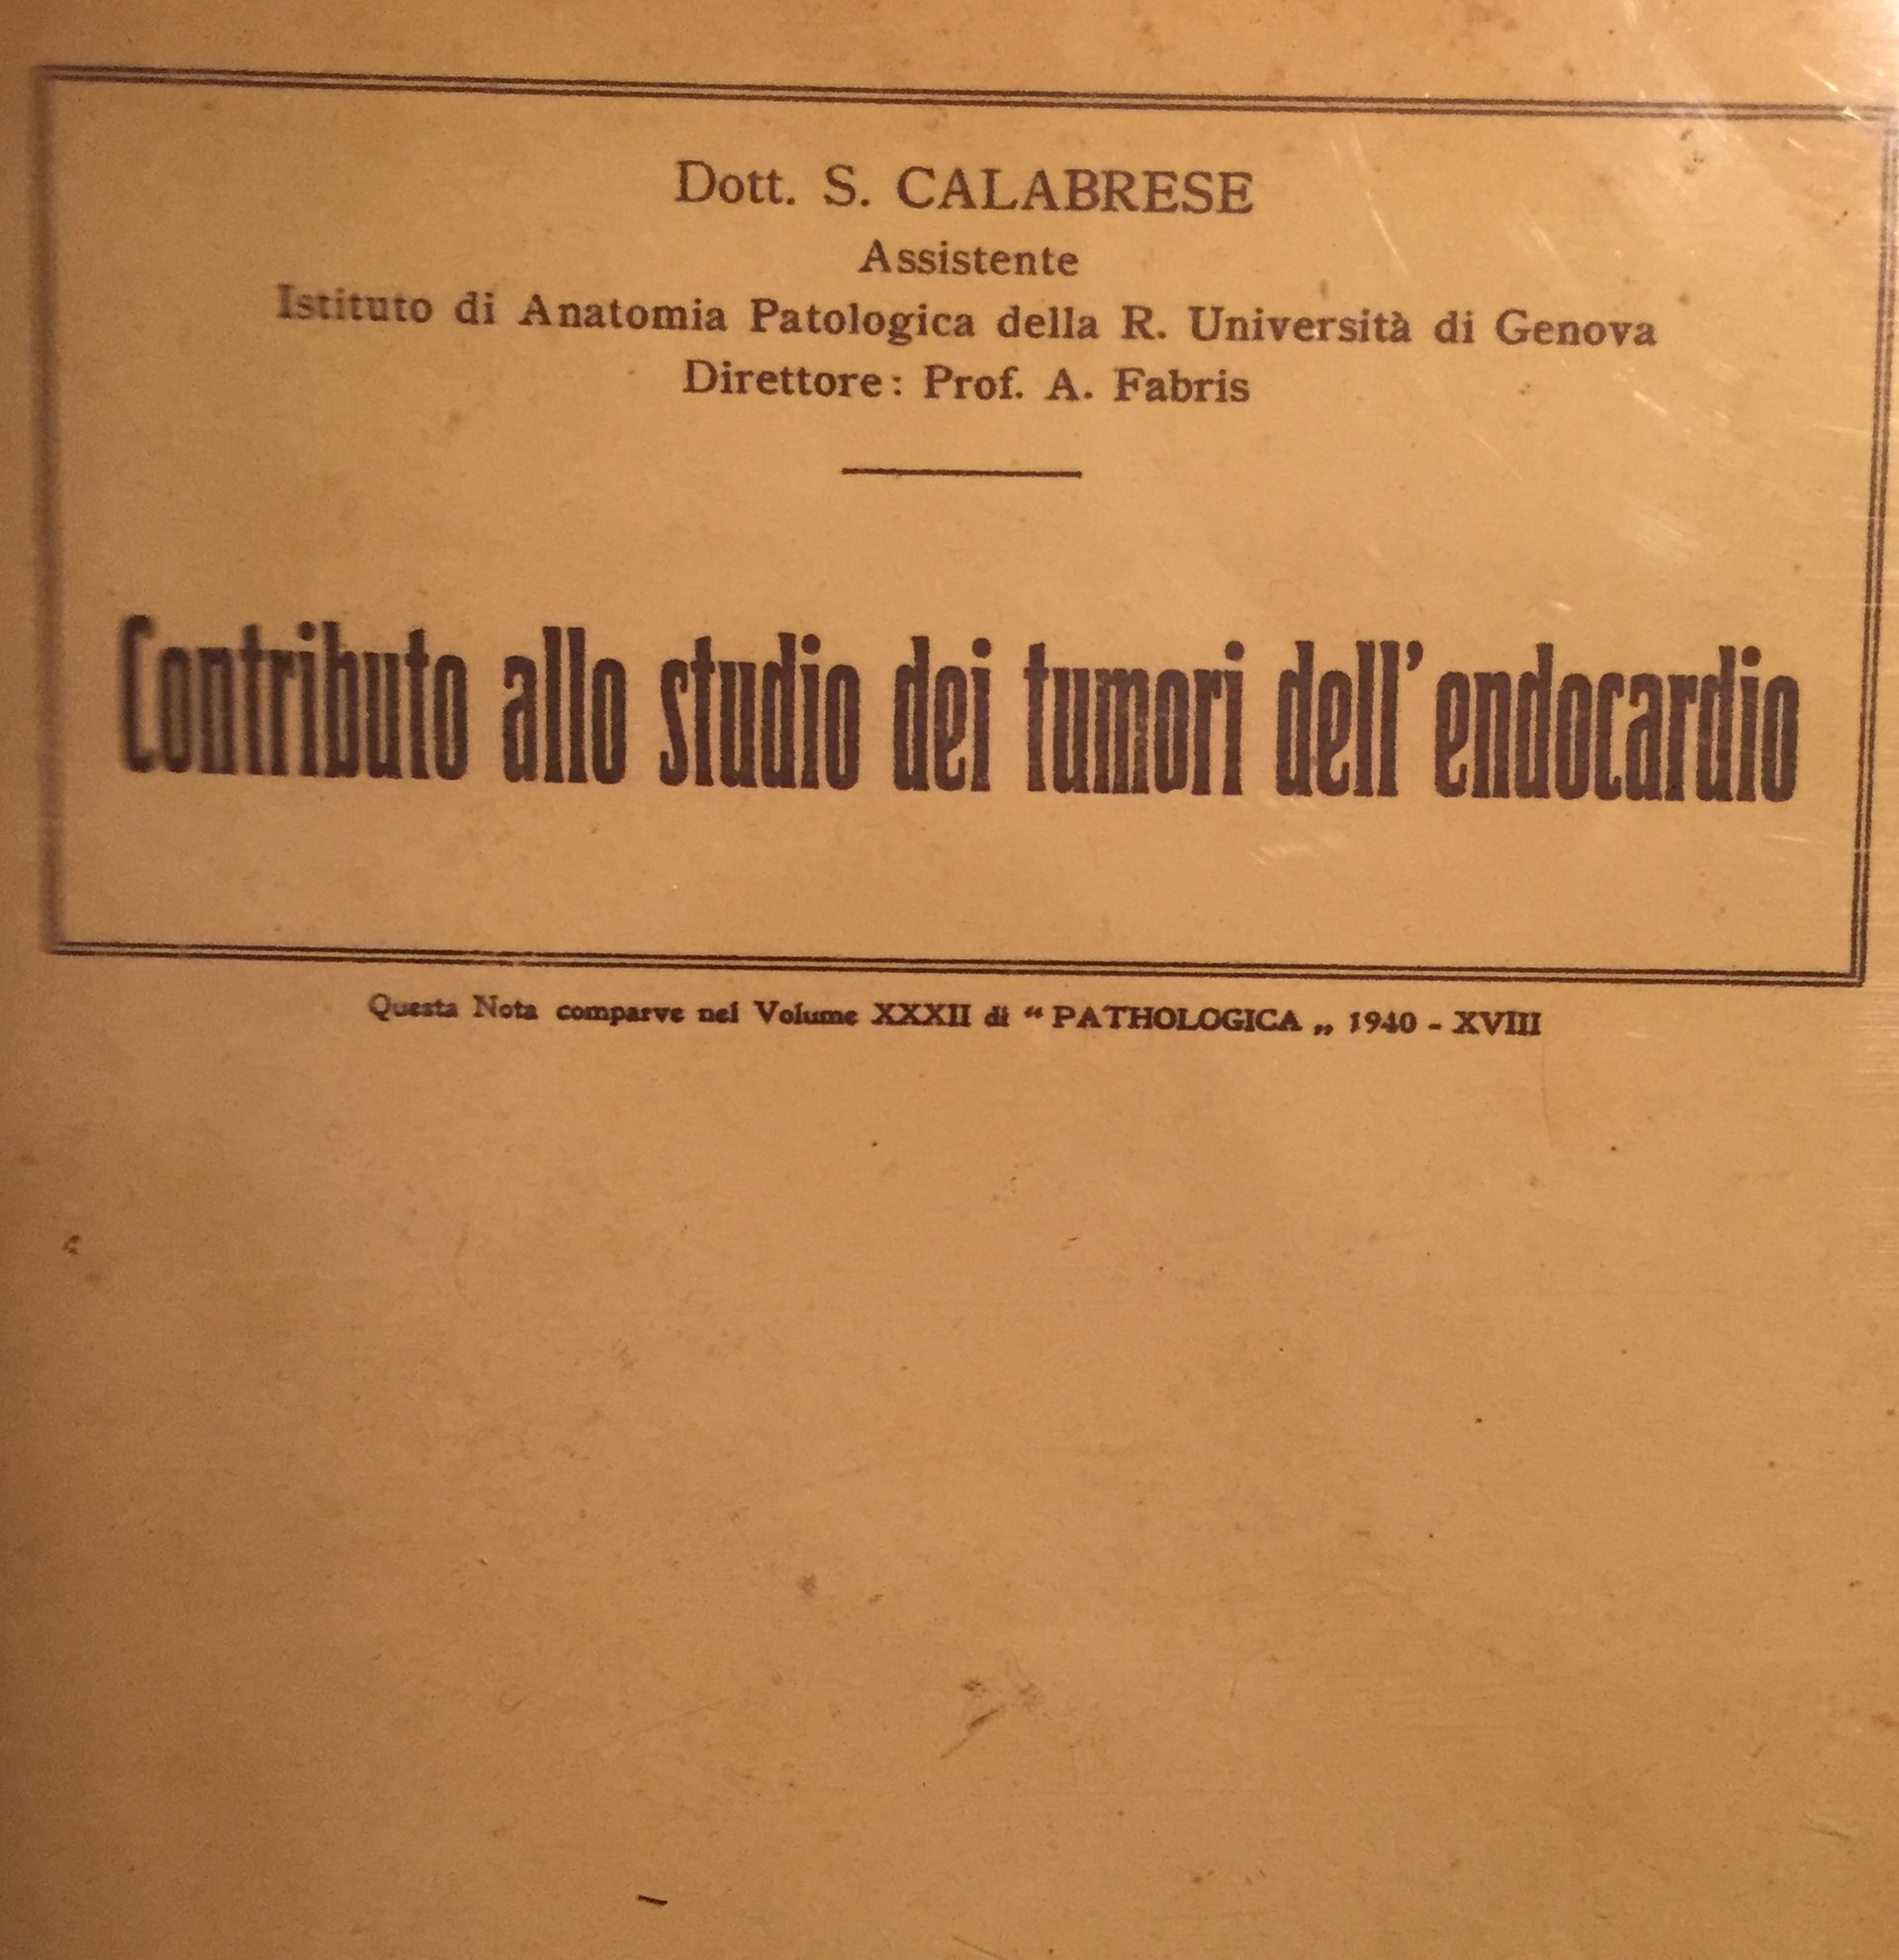 Dott. S. CALABRESE
Assistente
Istituto di Anatomia Patologica della R. Università di Genova
Direttore: Prof. A. Fabris
Contributo allo studio dei tumori dell'endocardio
Questa Nota comparve nel Volume XXXII di “ PATHOLOGICA „ 1940 - XVIII